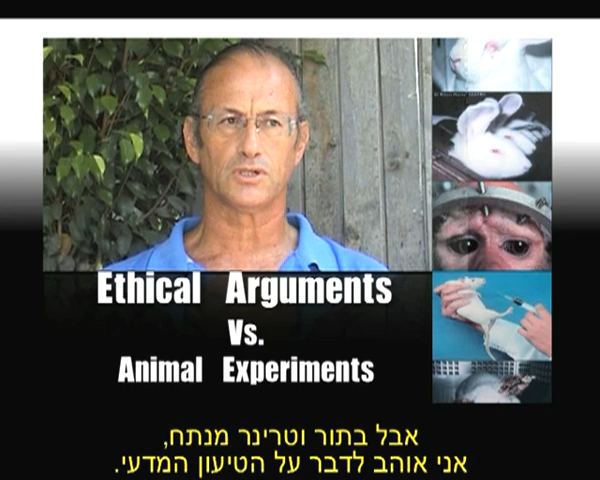 Ethical Arguments
Vs.
Animal Experiments
אבל בתור וטרינר מנתח,
אני אוהב לדבר על הטיעון המדעי.